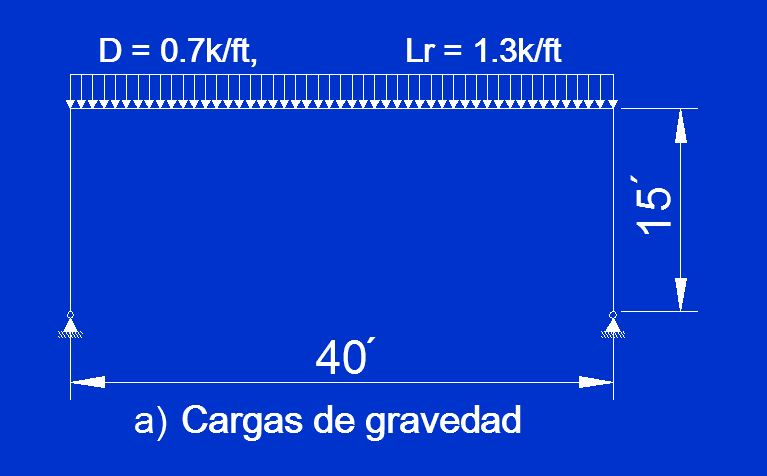 D = 0.7k/ft, Lr = 1.3k/ft
15´
40´
a) Cargas de gravedad